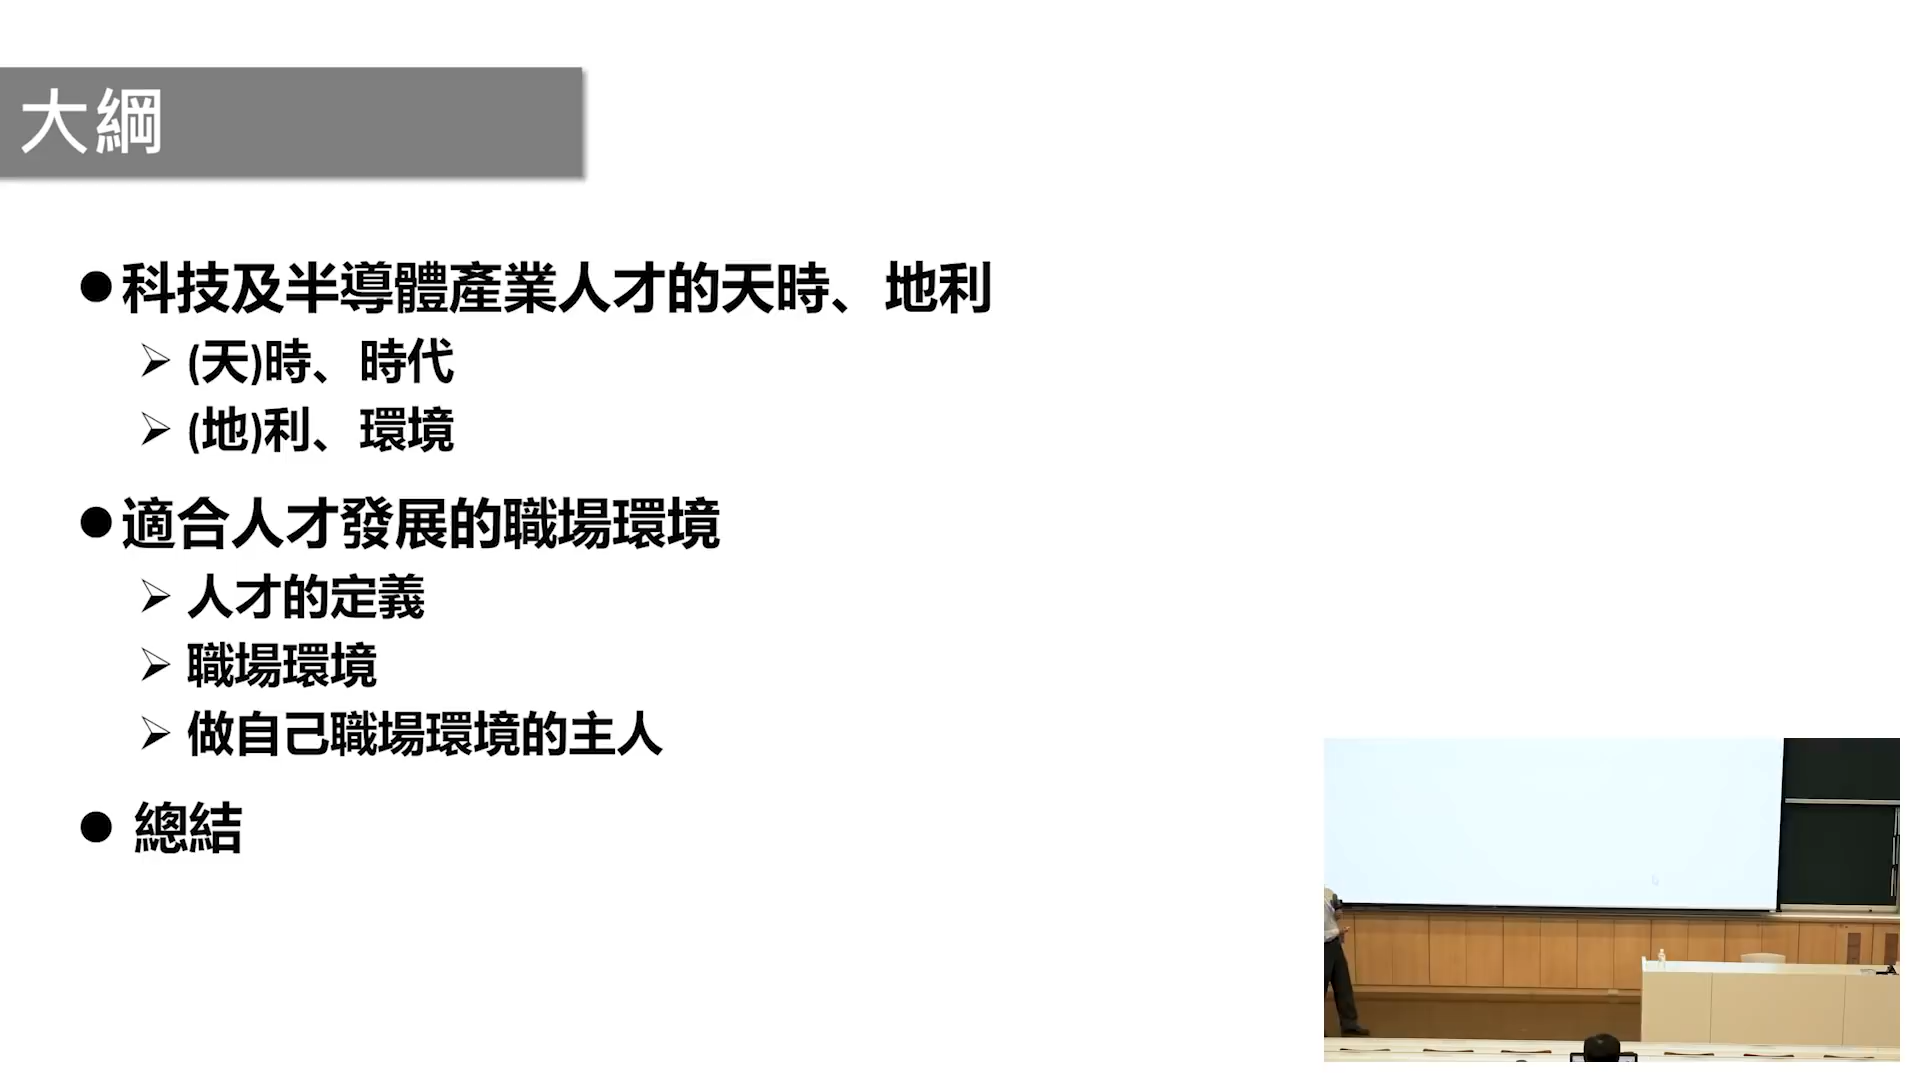 大綱
●科技及半導體產業人才的天時、地利
➢ (天)時、時代
➢ (地)利、環境
●適合人才發展的職場環境
➢ 人才的定義
➢ 職場環境
➢ 做自己職場環境的主人
● 總結